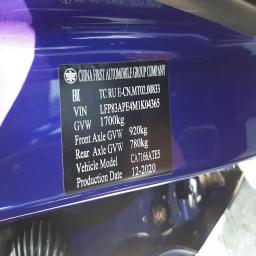 CHINA FIRST AUTOMOBILE GROUP COMPANY
EAC TC RU E-CN.MT02.00833
VIN LFP83APE4M1K04365
GVW 1700kg
Front Axle GVW 920kg
Rear Axle GVW 780kg
Vehicle Model CA7166ATE5
Production Date 12-2020